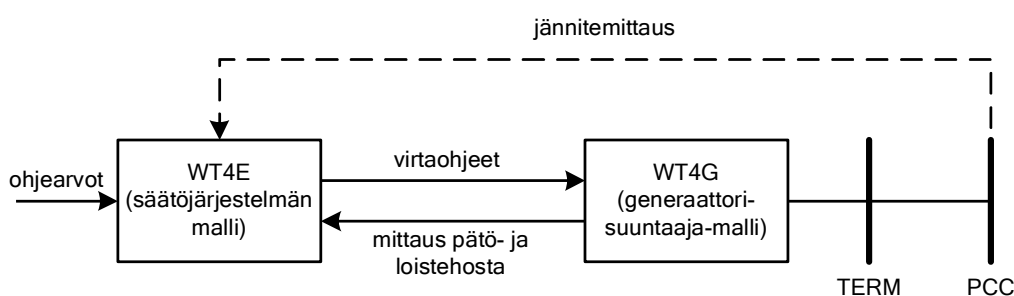 jännitemittaus
ohjearvot
WT4E
(säätöjärjestelmän
malli)
virtaohjeet
mittaus pätö- ja
loistehosta
WT4G
(generaattori-
suuntaaja-malli)
TERM
PCC